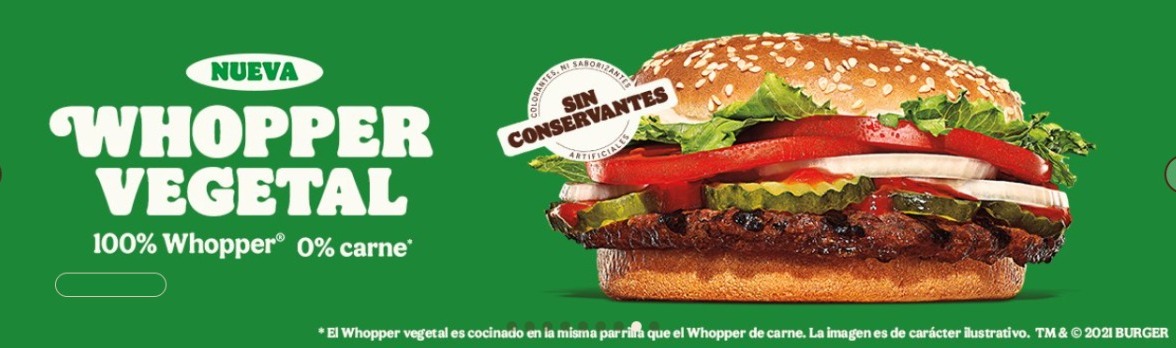 NUEVA
WHOPPER
VEGETAL
100% Whopper® 0% carne*
COLORANTES, NI SABORIZANTES
SIN
CONSERVANTES
ARTIFICIALES
* El Whopper vegetal es cocinado en la misma parrilla que el Whopper de carne. La imagen es de carácter ilustrativo. TM & © 2021 BURGER